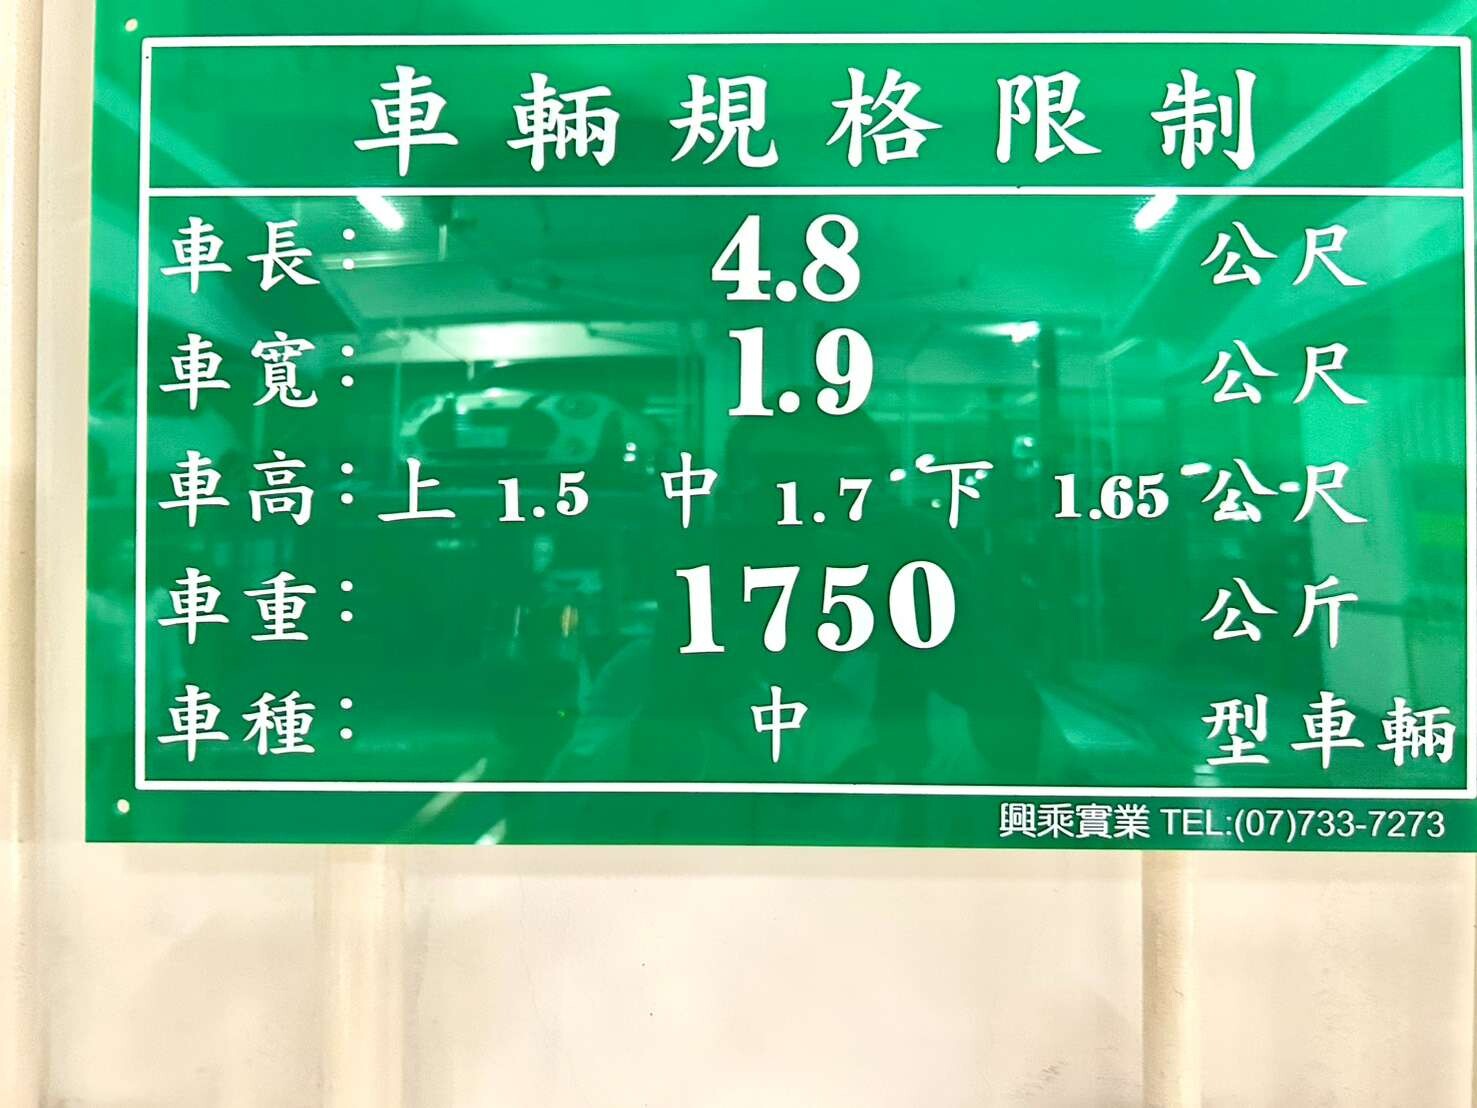 車輛規格限制
車長: 4.8 公尺
車寬: 1.9 公尺
車高: 上 1.5 中 1.7 下 1.65 公尺
車重: 1750 公斤
車種: 中 型車輛
興乘實業 TEL:(07)733-7273